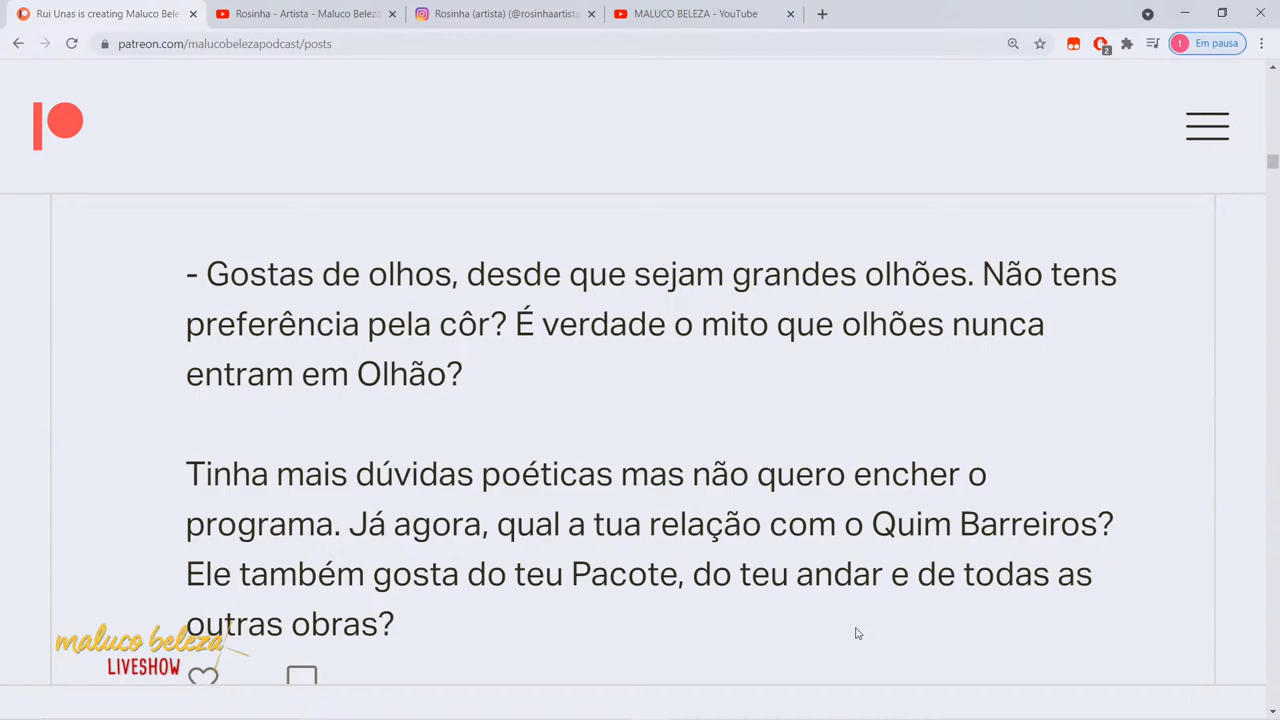 Rui Unas is creating Maluco Bele
Rosinha - Artista - Maluco Beleza
Rosinha (artista) (@rosinhaartista
MALUCO BELEZA - YouTube
patreon.com/malucobelezapodcast/posts
2
t
Em pausa
- Gostas de olhos, desde que sejam grandes olhões. Não tens
preferência pela côr? É verdade o mito que olhões nunca
entram em Olhão?
Tinha mais dúvidas poéticas mas não quero encher o
programa. Já agora, qual a tua relação com o Quim Barreiros?
Ele também gosta do teu Pacote, do teu andar e de todas as
outras obras?
maluco beleza
LIVESHOW